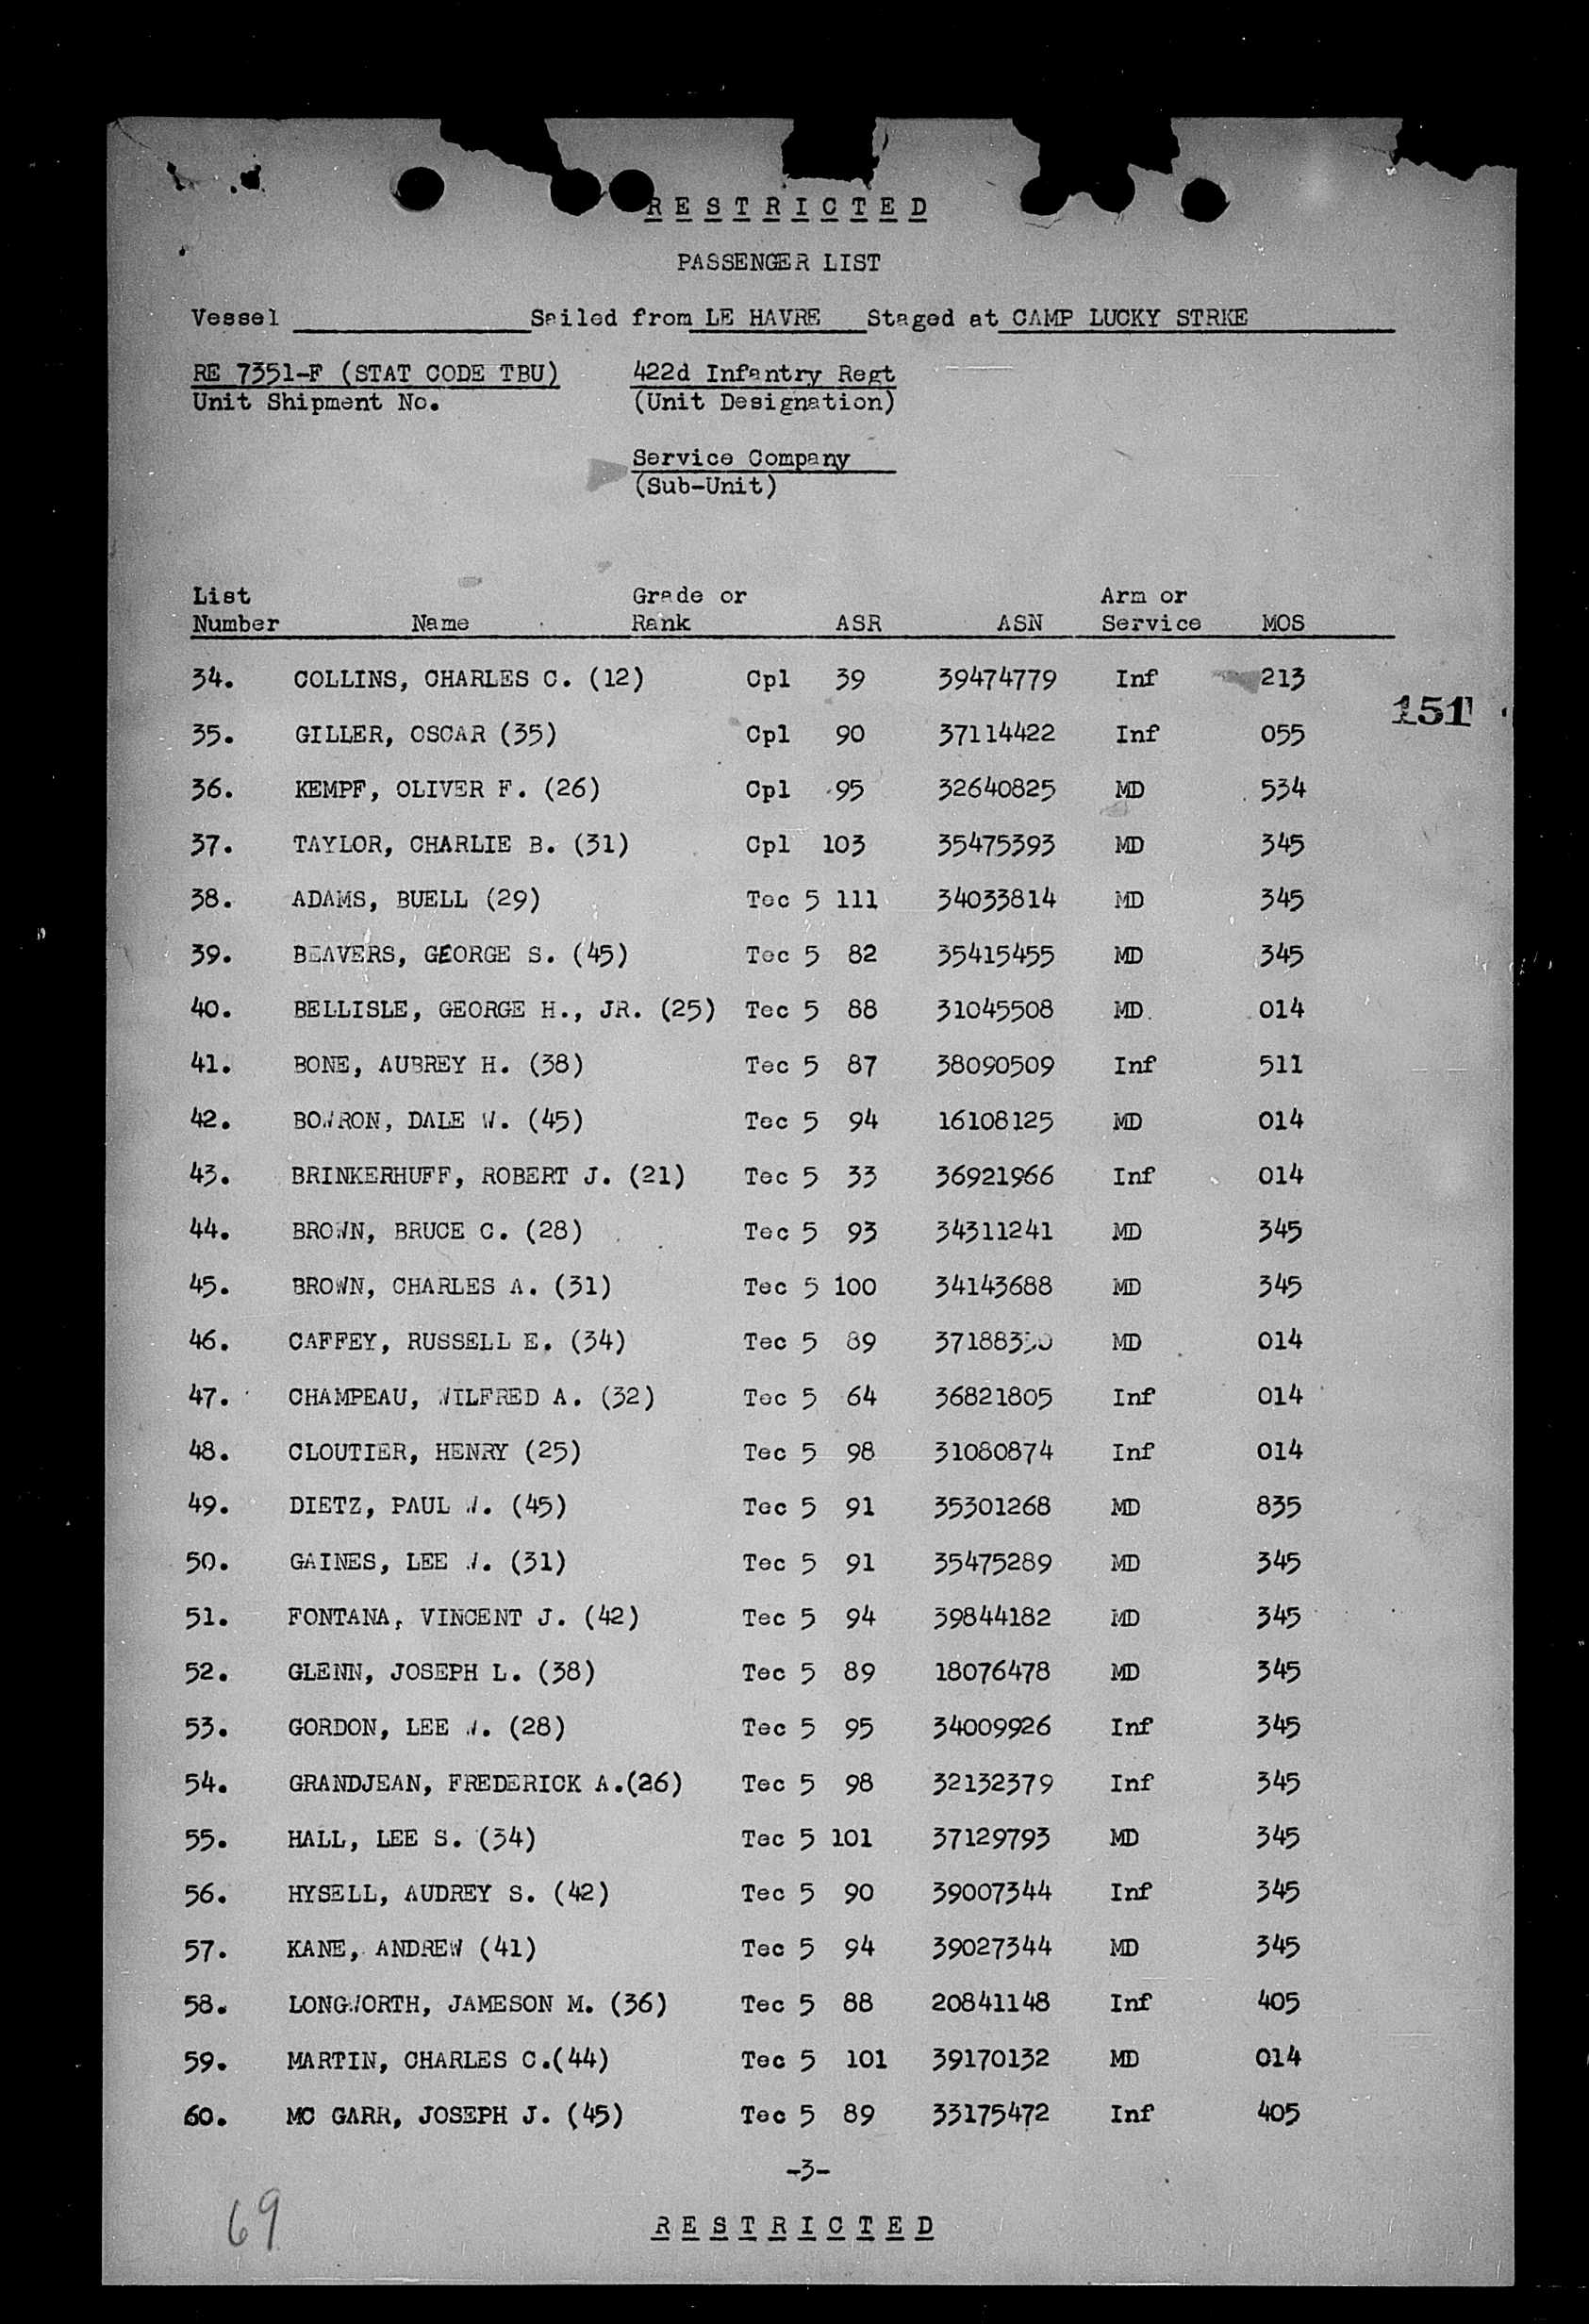 RESTRICTED
PASSENGER LIST
Vessel Sailed from LE HAVRE Staged at CAMP LUCKY STRKE
RE 7351-F (STAT CODE TBU) 422d Infantry Regt
Unit Shipment No. (Unit Designation)
Service Company
(Sub-Unit)
List Grade or Arm or
Number Name Rank ASR ASN Service MOS
34. COLLINS, CHARLES C. (12) Cpl 39 39474779 Inf 213
151
35. GILLER, OSCAR (35) Cpl 90 37114422 Inf 055
36. KEMPF, OLIVER F. (26) Cpl 95 32640825 MD 534
37. TAYLOR, CHARLIE B. (31) Cpl 103 35475393 MD 345
38. ADAMS, BUELL (29) Tec 5 111 34033814 MD 345
39. BEAVERS, GEORGE S. (45) Tec 5 82 35415455 MD 345
40. BELLISLE, GEORGE H., JR. (25) Tec 5 88 31045508 MD 014
41. BONE, AUBREY H. (38) Tec 5 87 38090509 Inf 511
42. BOWRON, DALE W. (45) Tec 5 94 16108125 MD 014
43. BRINKERHUFF, ROBERT J. (21) Tec 5 33 36921966 Inf 014
44. BROWN, BRUCE C. (28) Tec 5 93 34311241 MD 345
45. BROWN, CHARLES A. (31) Tec 5 100 34143688 MD 345
46. CAFFEY, RUSSELL E. (34) Tec 5 89 MD 014
47. CHAMPEAU, WILFRED A. (32) Tec 5 64 36821805 Inf 014
48. CLOUTIER, HENRY (25) Tec 5 98 31080874 Inf 014
49. DIETZ, PAUL W. (45) Tec 5 91 35301268 MD 835
50. GAINES, LEE W. (31) Tec 5 91 35475289 MD 345
51. FONTANA, VINCENT J. (42) Tec 5 94 39844182 MD 345
52. GLENN, JOSEPH L. (38) Tec 5 89 18076478 MD 345
53. GORDON, LEE W. (28) Tec 5 95 34009926 Inf 345
54. GRANDJEAN, FREDERICK A.(26) Tec 5 98 32132379 Inf 345
55. HALL, LEE S. (34) Tec 5 101 37129793 MD 345
56. HYSELL, AUDREY S. (42) Tec 5 90 39007344 Inf 345
57. KANE, ANDREW (41) Tec 5 94 39027344 MD 345
58. LONGWORTH, JAMESON M. (36) Tec 5 88 20841148 Inf 405
59. MARTIN, CHARLES C.(44) Tec 5 101 39170132 MD 014
60. MC GARR, JOSEPH J. (45) Tec 5 89 33175472 Inf 405
-3-
69
RESTRICTED